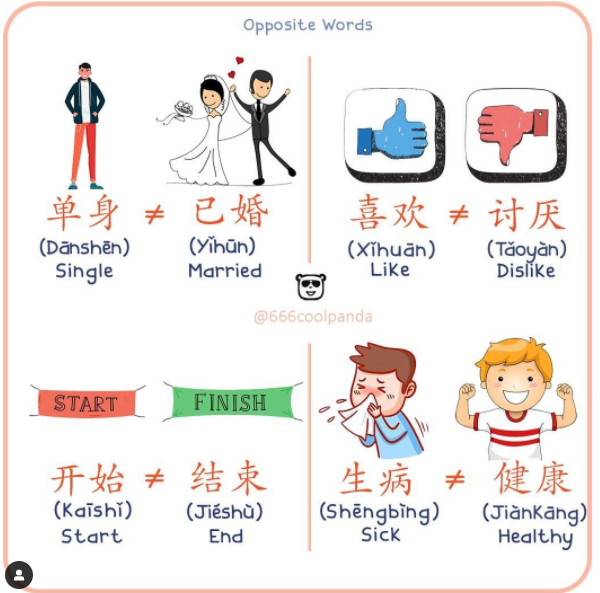 Opposite Words
单身 ≠ 已婚
(Dānshēn) (Yǐhūn)
Single Married
喜欢 ≠ 讨厌
(Xǐhuān) (Tǎoyàn)
Like Dislike
@666coolpanda
START FINISH
开始 ≠ 结束
(Kaīshǐ) (Jiéshù)
Start End
生病 ≠ 健康
(Shēngbìng) (JiànKāng)
Sick Healthy